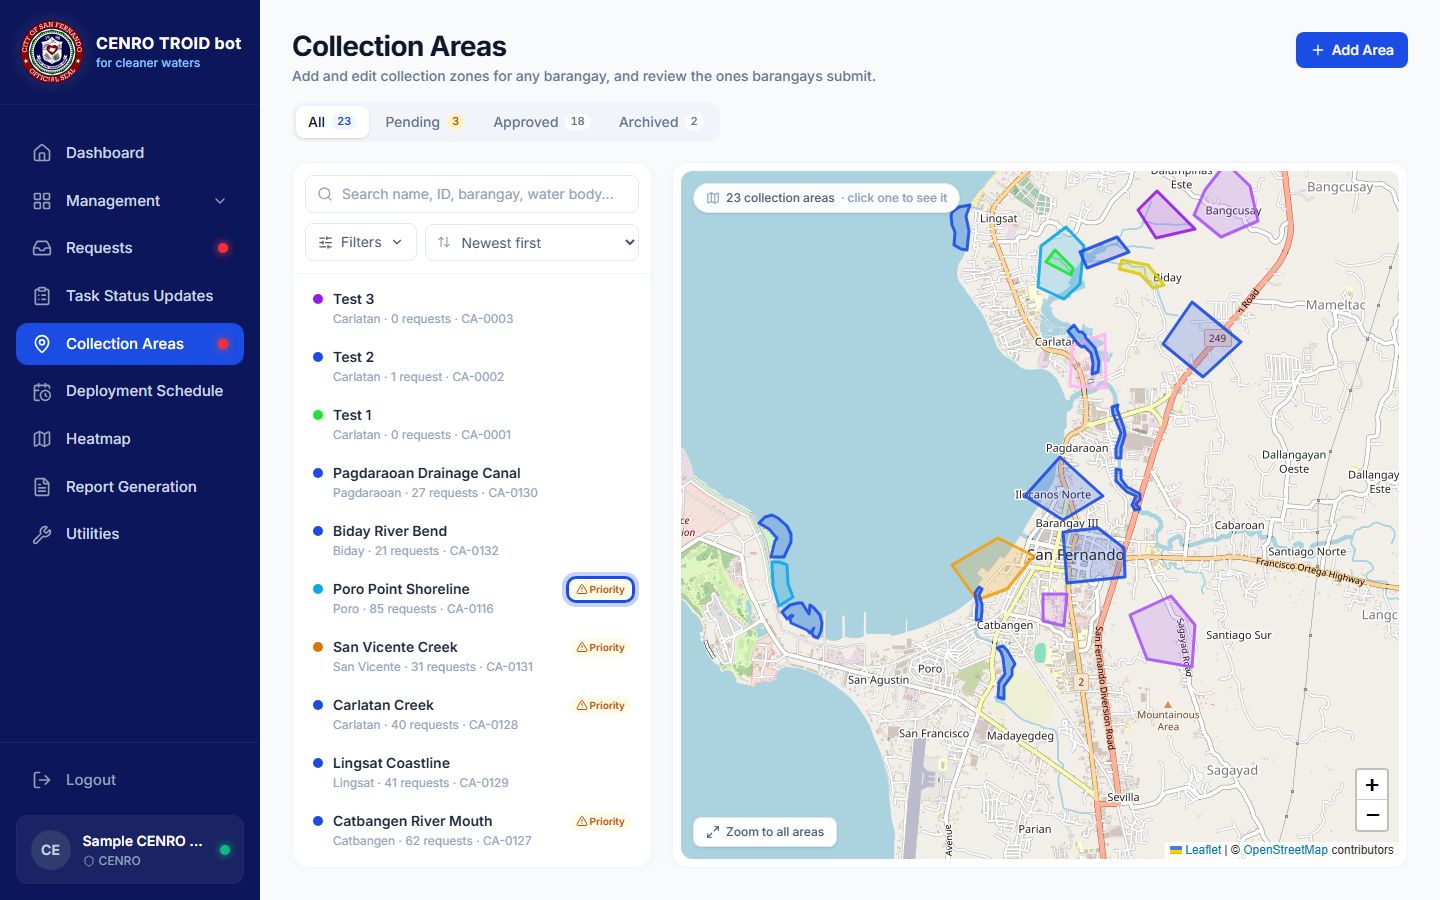 CENRO TROID bot
for cleaner waters
Dashboard
Management
Requests
Task Status Updates
Collection Areas
Deployment Schedule
Heatmap
Report Generation
Utilities
Logout
CE
Sample CENRO ...
CENRO
Collection Areas
Add and edit collection zones for any barangay, and review the ones barangays submit.
+ Add Area
All 23
Pending 3
Approved 18
Archived 2
Search name, ID, barangay, water body...
Filters
Newest first
Test 3
Carlatan · 0 requests · CA-0003
Test 2
Carlatan · 1 request · CA-0002
Test 1
Carlatan · 0 requests · CA-0001
Pagdaraoan Drainage Canal
Pagdaraoan · 27 requests · CA-0130
Biday River Bend
Biday · 21 requests · CA-0132
Poro Point Shoreline
Priority
Poro · 85 requests · CA-0116
San Vicente Creek
Priority
San Vicente · 31 requests · CA-0131
Carlatan Creek
Priority
Carlatan · 40 requests · CA-0128
Lingsat Coastline
Lingsat · 41 requests · CA-0129
Catbangen River Mouth
Priority
Catbangen · 62 requests · CA-0127
23 collection areas · click one to see it
Este
Bangcusay
Bangcusay
Lingsat
Biday
Mamectac
Road
249
Carlatan
Pagdaraoan
Dallangayan
Oeste
Dallangay
Este
Ilocanos Norte
Barangay III
Cabaroan
San Fernando
Santiago Norte
Francisco Ortega Highway
Catbangen
Santiago Sur
Sagayad Road
San Fernando Diversion Road
Poro
San Agustin
2
Mountainous
Area
San Francisco
Madayegdeg
Sagayad
Sevilla
Parian
Avenue
Zoom to all areas
+
−
Leaflet | © OpenStreetMap contributors